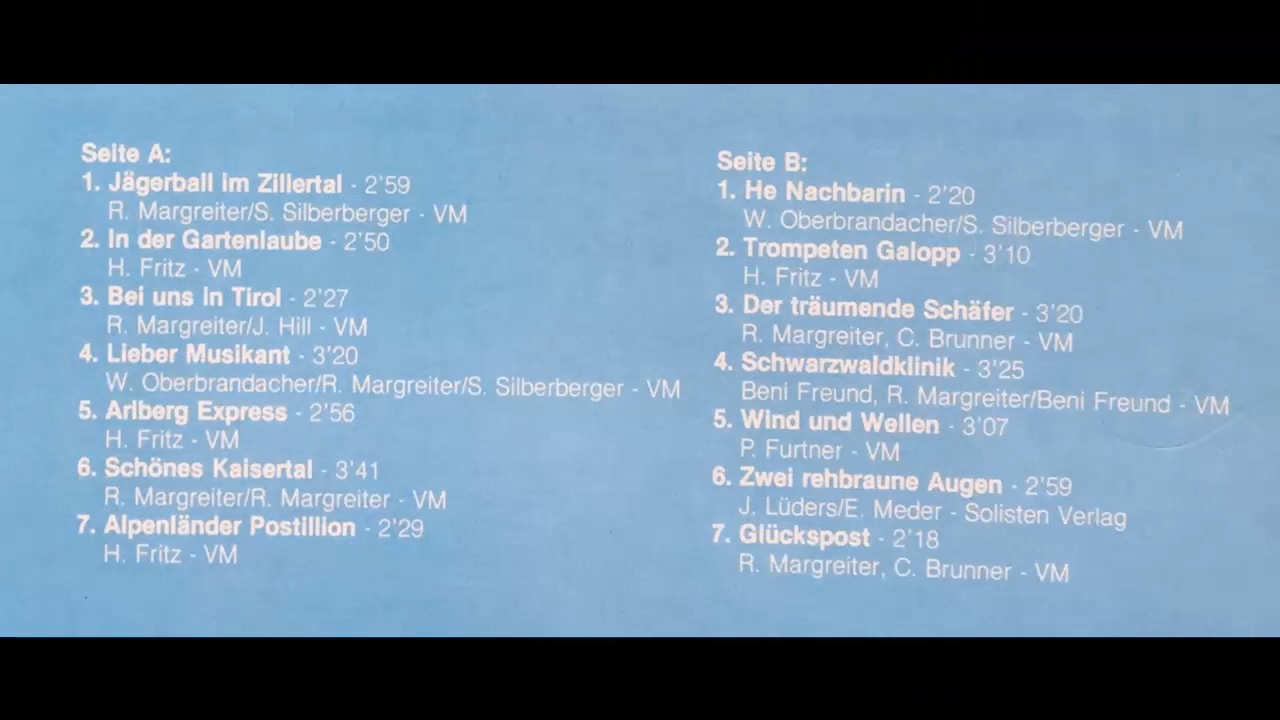 Seite A:
1. Jägerball im Zillertal - 2'59
R. Margreiter/S. Silberberger - VM
2. In der Gartenlaube - 2'50
H. Fritz - VM
3. Bei uns in Tirol - 2'27
R. Margreiter/J. Hill - VM
4. Lieber Musikant - 3'20
W. Oberbrandacher/R. Margreiter/S. Silberberger - VM
5. Arlberg Express - 2'56
H. Fritz - VM
6. Schönes Kaisertal - 3'41
R. Margreiter/R. Margreiter - VM
7. Alpenländer Postillion - 2'29
H. Fritz - VM
Seite B:
1. He Nachbarin - 2'20
W. Oberbrandacher/S. Silberberger - VM
2. Trompeten Galopp - 3'10
H. Fritz - VM
3. Der träumende Schäfer - 3'20
R. Margreiter, C. Brunner - VM
4. Schwarzwaldklinik - 3'25
Beni Freund, R. Margreiter/Beni Freund - VM
5. Wind und Wellen - 3'07
P. Furtner - VM
6. Zwei rehbraune Augen - 2'59
J. Lüders/E. Meder - Solisten Verlag
7. Glückspost - 2'18
R. Margreiter, C. Brunner - VM